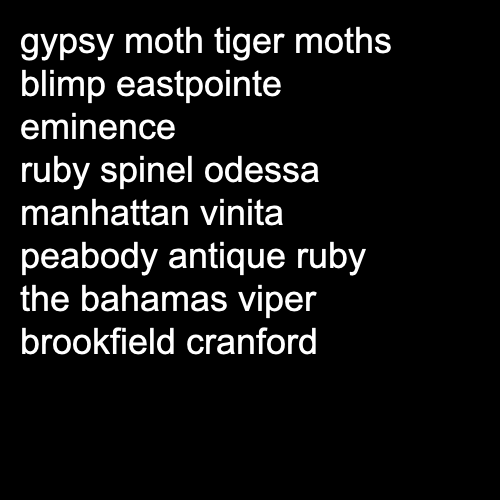 gypsy moth tiger moths
blimp eastpointe
eminence
ruby spinel odessa
manhattan vinita
peabody antique ruby
the bahamas viper
brookfield cranford